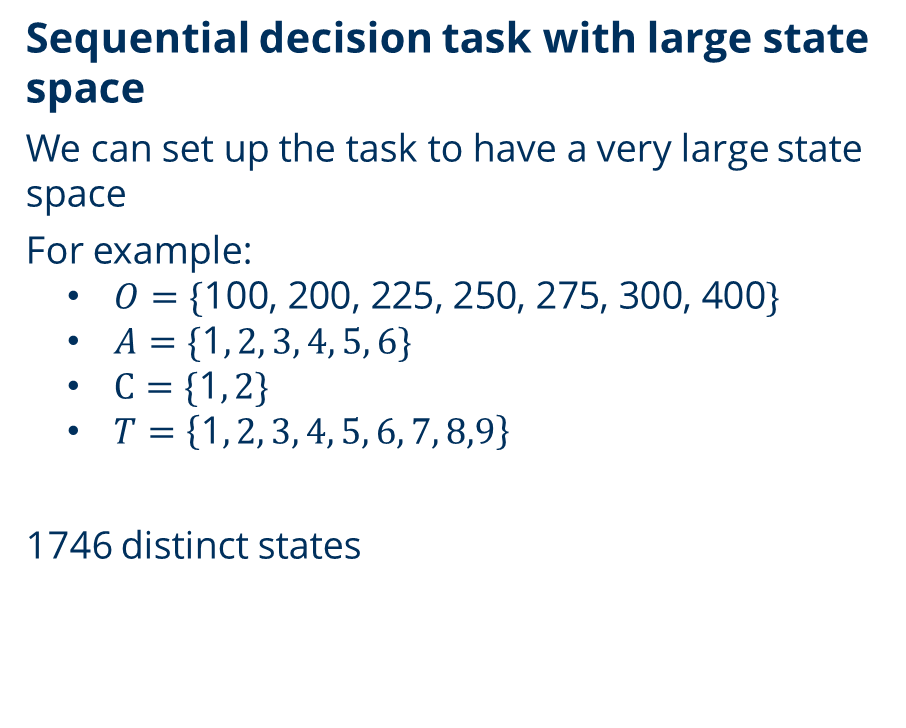 Sequential decision task with large state
space
We can set up the task to have a very large state
space
For example:
• O = {100, 200, 225, 250, 275, 300, 400}
• A = {1, 2, 3, 4, 5, 6}
• C = {1, 2}
• T = {1, 2, 3, 4, 5, 6, 7, 8,9}
1746 distinct states